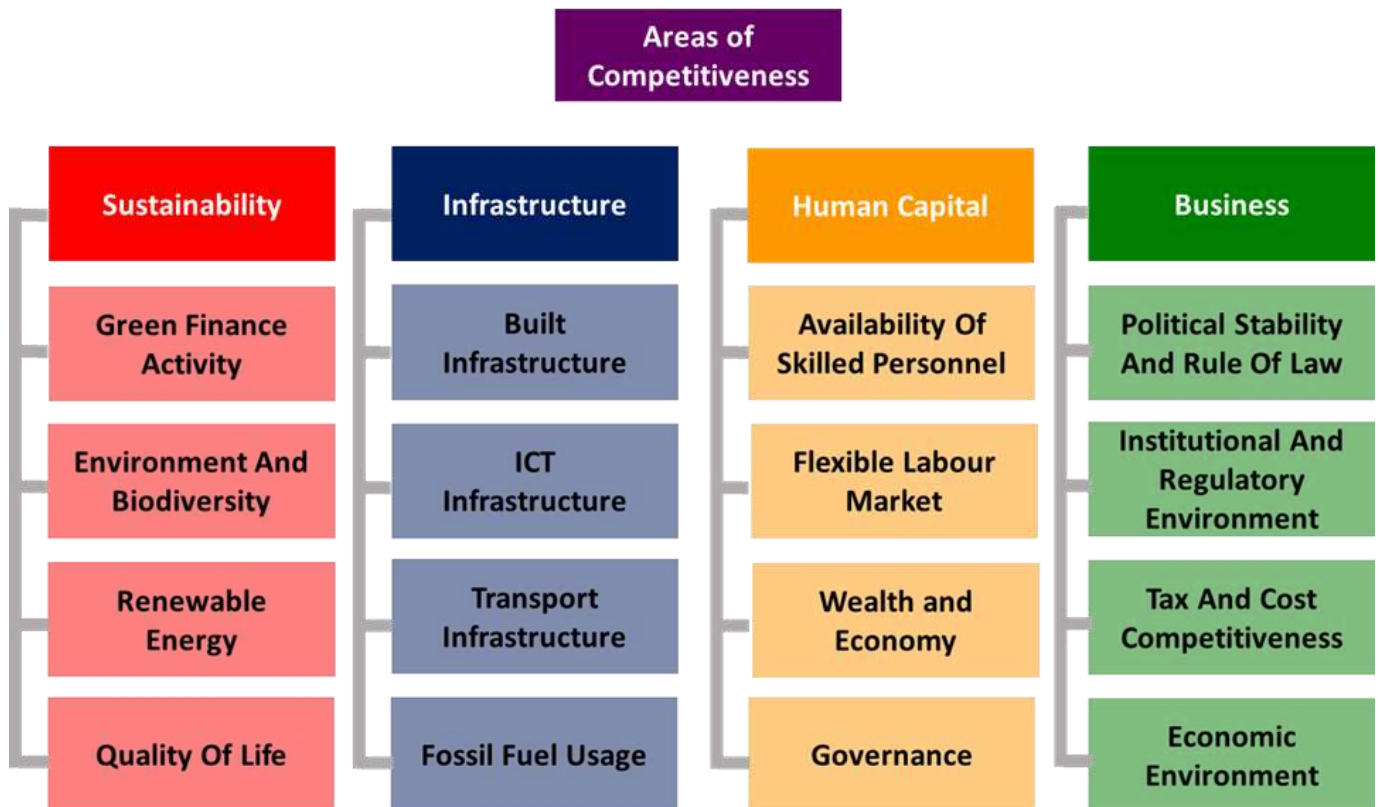 Areas of
Competitiveness
Sustainability
Green Finance
Activity
Environment And
Biodiversity
Renewable
Energy
Quality Of Life
Infrastructure
Built
Infrastructure
ICT
Infrastructure
Transport
Infrastructure
Fossil Fuel Usage
Human Capital
Availability Of
Skilled Personnel
Flexible Labour
Market
Wealth and
Economy
Governance
Business
Political Stability
And Rule Of Law
Institutional And
Regulatory
Environment
Tax And Cost
Competitiveness
Economic
Environment